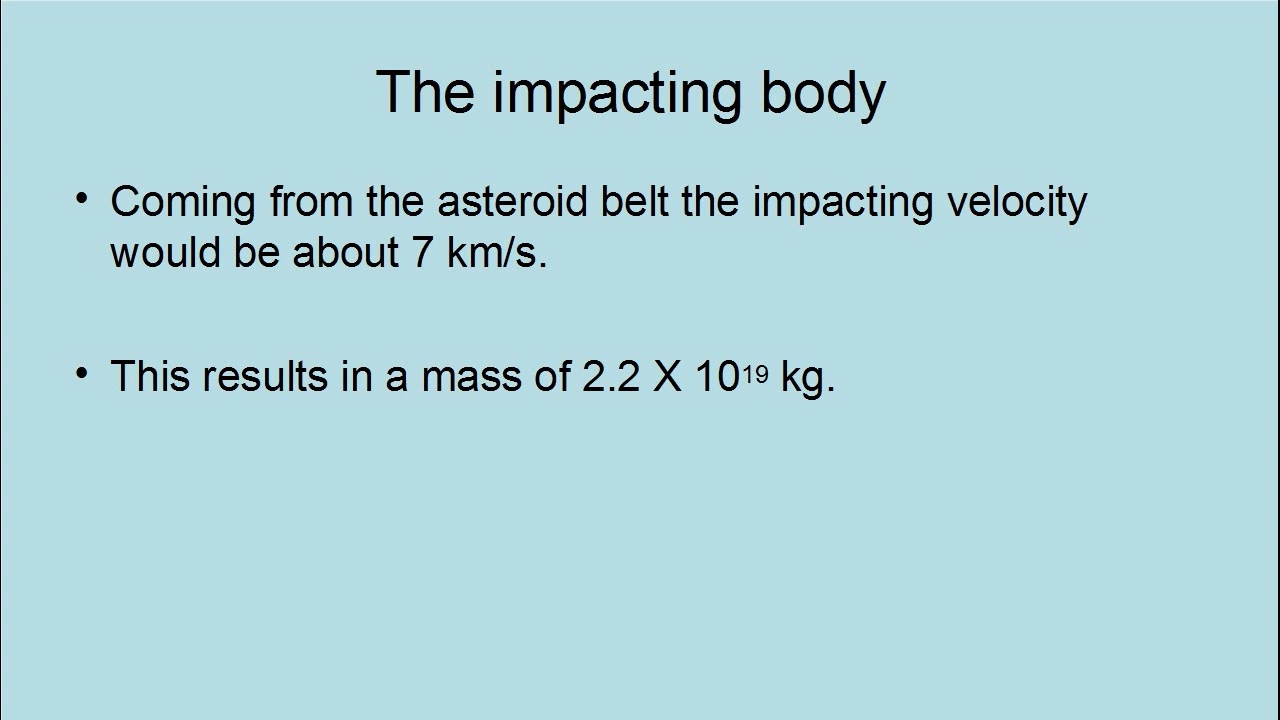 The impacting body
• Coming from the asteroid belt the impacting velocity
would be about 7 km/s.
• This results in a mass of 2.2 X 10¹⁹ kg.